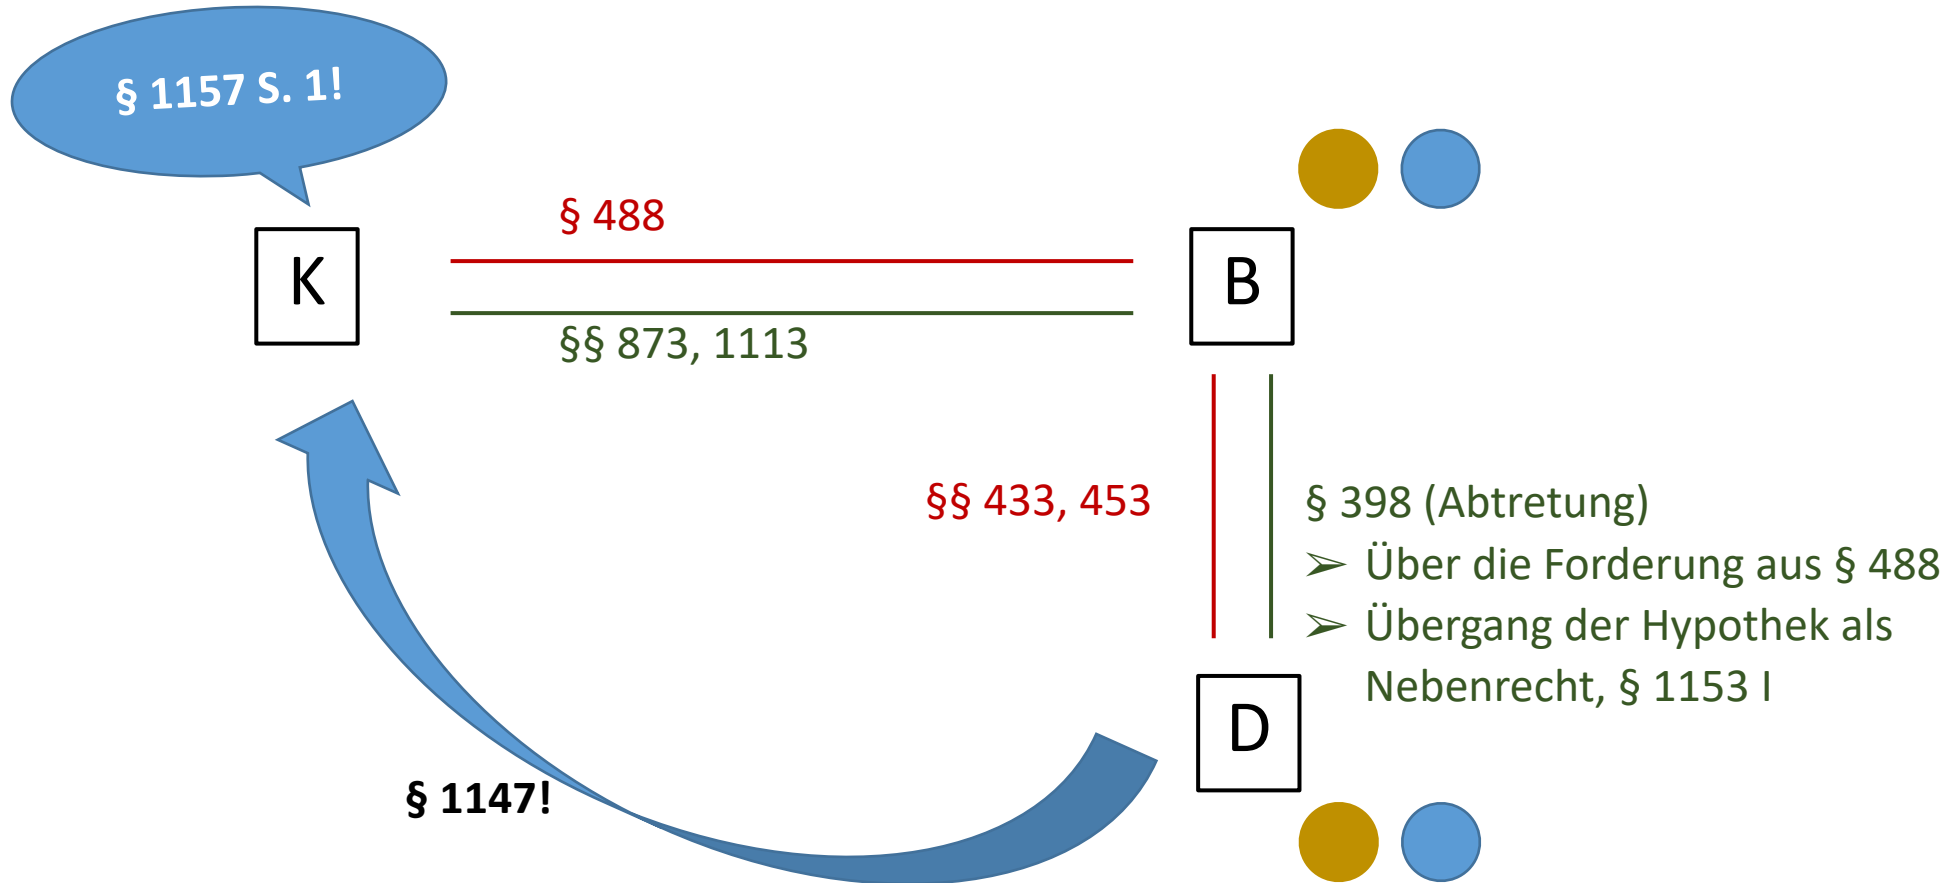 § 1157 S. 1!
§ 488
K
B
§§ 873, 1113
§§ 433, 453
§ 398 (Abtretung)
➢ Über die Forderung aus § 488
➢ Übergang der Hypothek als
Nebenrecht, § 1153 I
D
§ 1147!